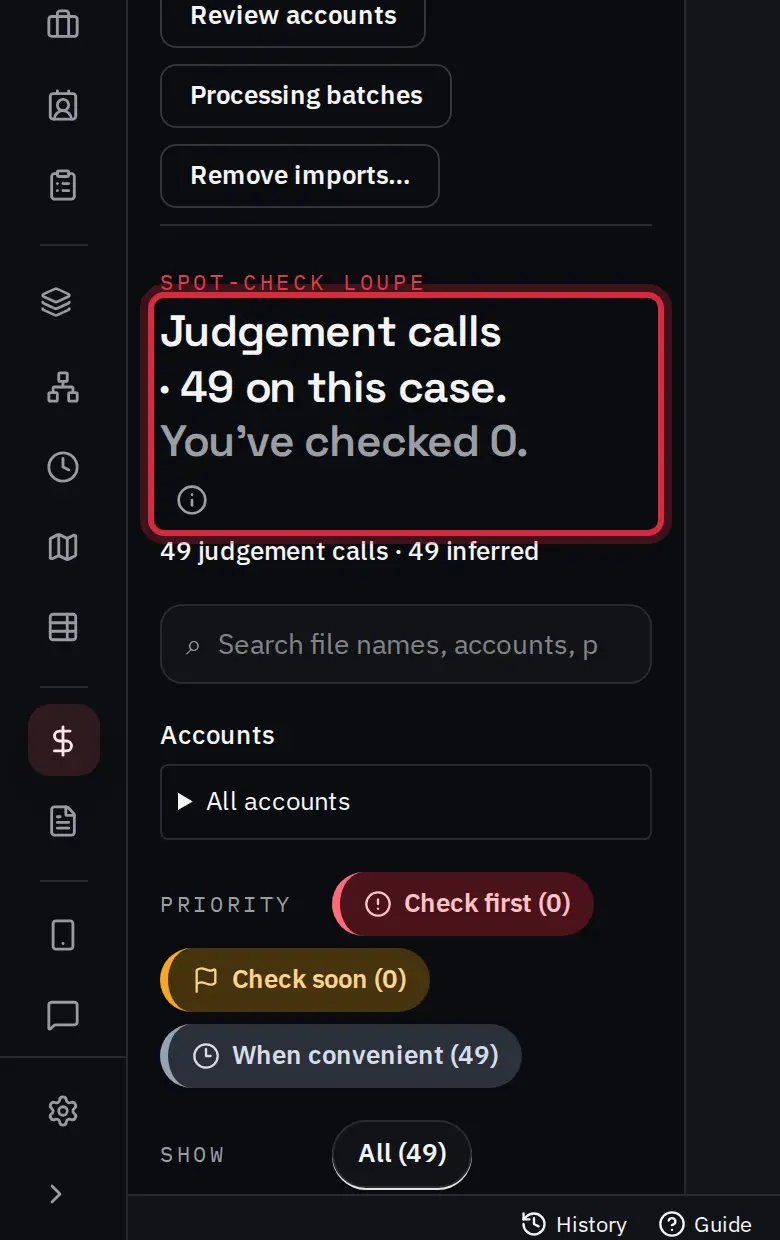 Review accounts
Processing batches
Remove imports...
SPOT-CHECK LOUPE
Judgement calls
· 49 on this case.
You’ve checked 0.
49 judgement calls · 49 inferred
Search file names, accounts, p
Accounts
All accounts
PRIORITY
Check first (0)
Check soon (0)
When convenient (49)
SHOW
All (49)
History
Guide